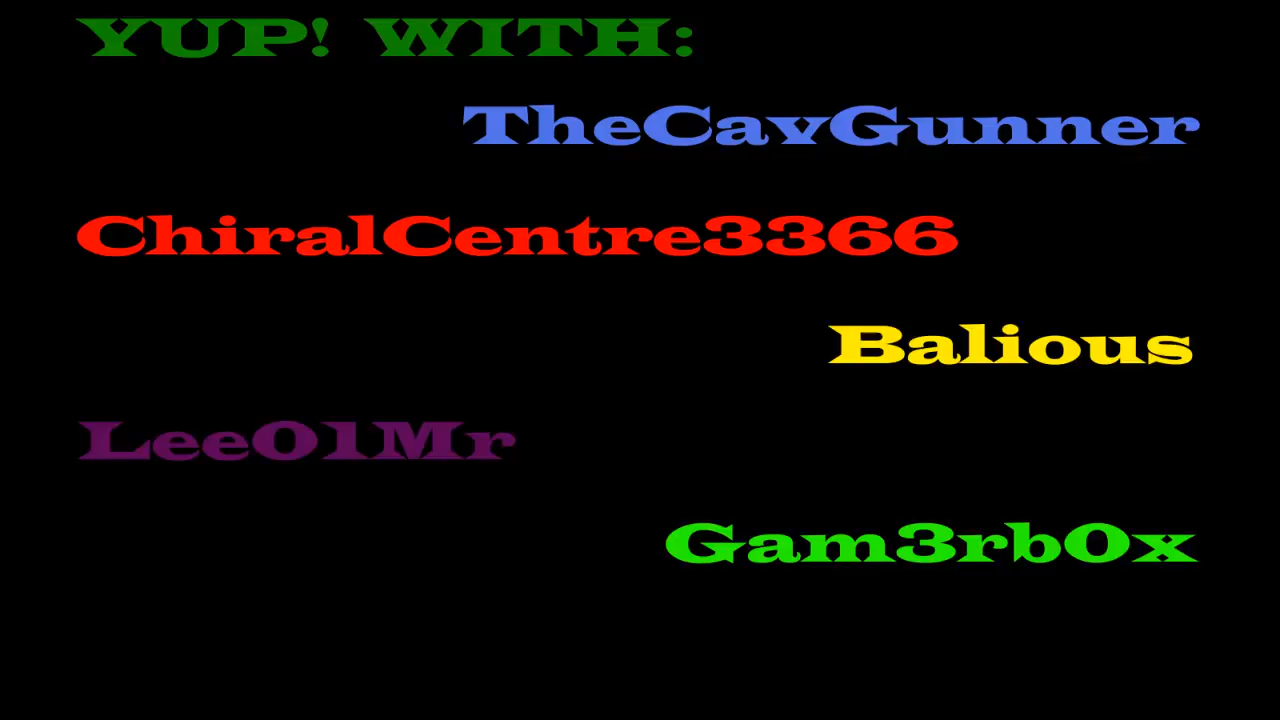 YUP! WITH:
TheCavGunner
ChiralCentre3366
Balious
Lee01Mr
Gam3rb0x